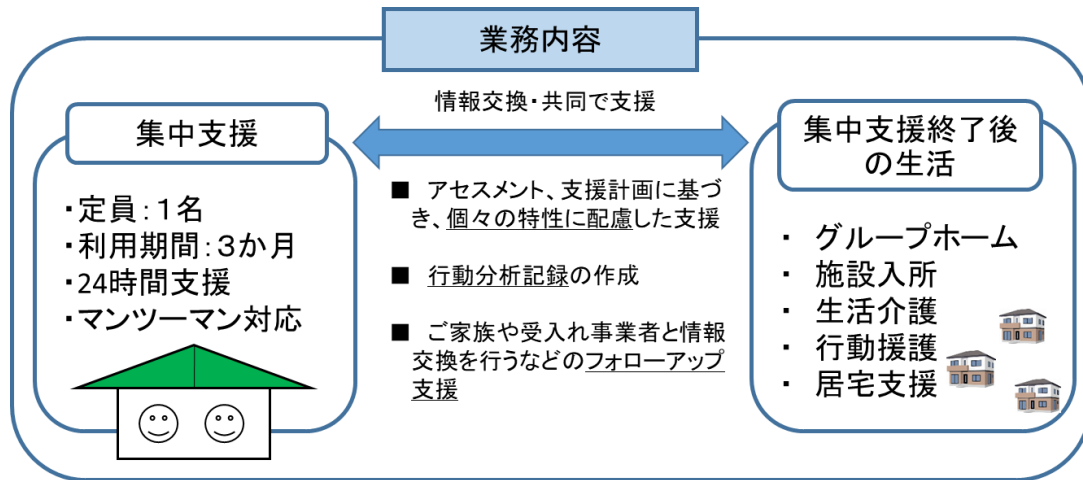 業務内容
情報交換・共同で支援
集中支援
・定員：１名
・利用期間：３か月
・24時間支援
・マンツーマン対応
■ アセスメント、支援計画に基づ
き、個々の特性に配慮した支援
■ 行動分析記録の作成
■ ご家族や受入れ事業者と情報
交換を行うなどのフォローアップ
支援
集中支援終了後
の生活
・ グループホーム
・ 施設入所
・ 生活介護
・ 行動援護
・ 居宅支援